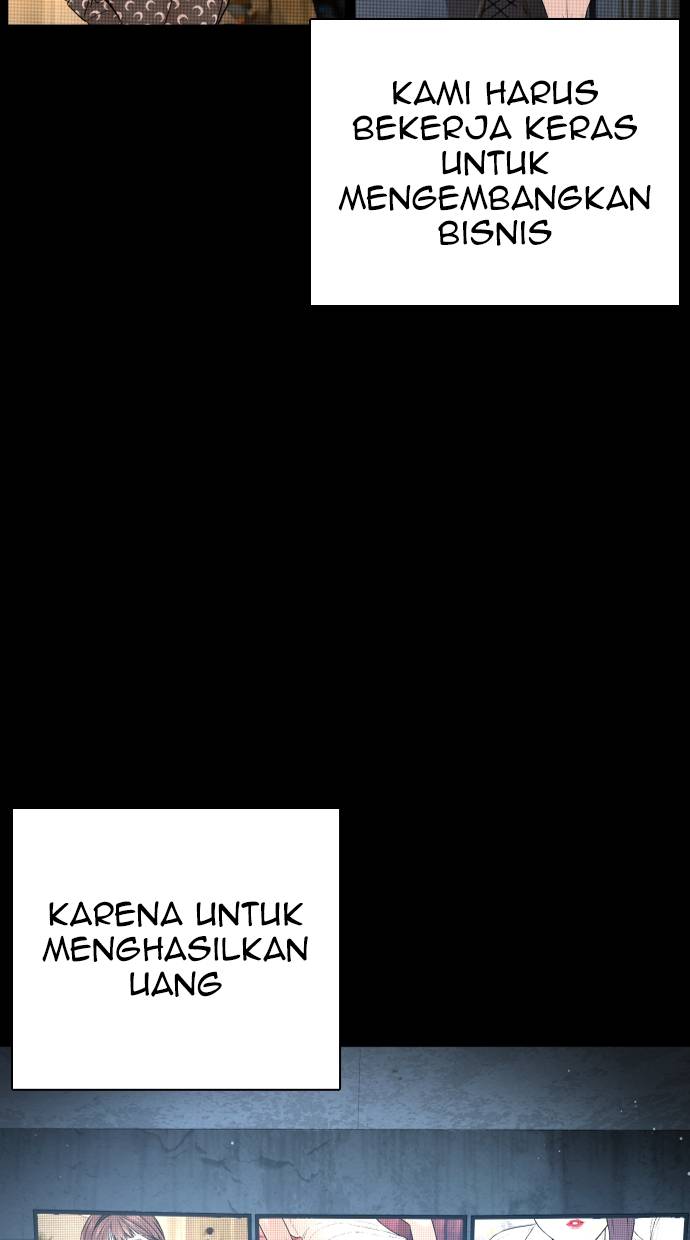 KAMI HARUS
BEKERJA KERAS
UNTUK
MENGEMBANGKAN
BISNIS
KARENA UNTUK
MENGHASILKAN
UANG